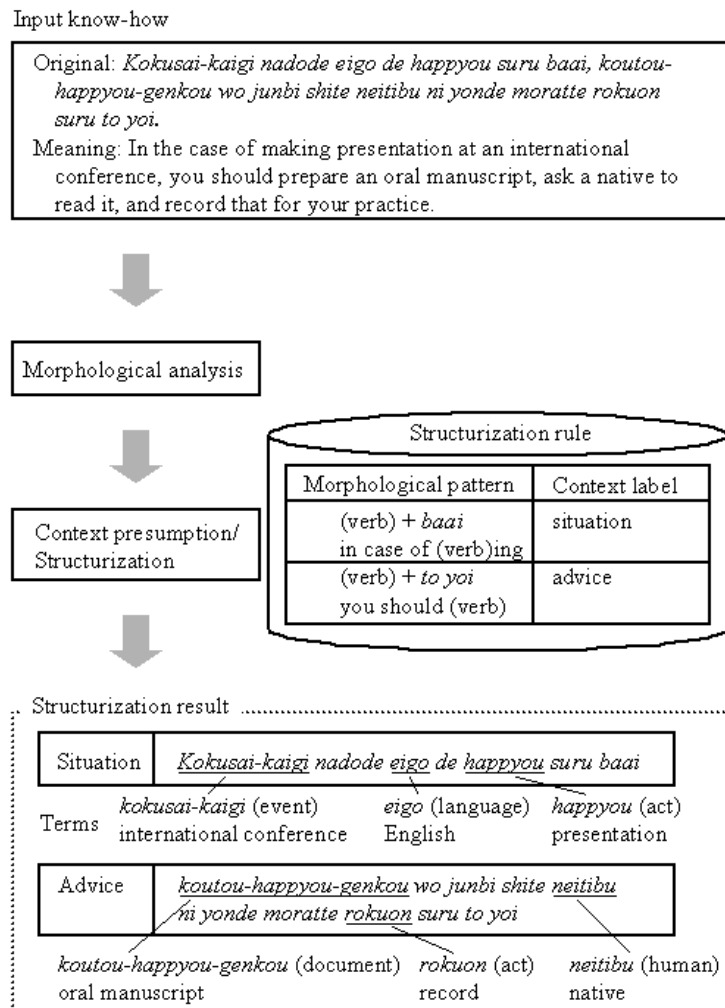 Input know-how
Original: Kokusai-kaigi nadode eigo de happyou suru baai, koutou-
happyou-genkou wo junbi shite neitibu ni yonde moratte rokuon
suru to yoi.
Meaning: In the case of making presentation at an international
conference, you should prepare an oral manuscript, ask a native to
read it, and record that for your practice.
Morphological analysis
Structurization rule
Morphological pattern Context label
(verb) + baai situation
in case of (verb)ing
(verb) + to yoi advice
you should (verb)
Context presumption/
Structurization
Structurization result
Situation Kokusai-kaigi nadode eigo de happyou suru baai
Terms
kokusai-kaigi (event) eigo (language) happyou (act)
international conference English presentation
Advice koutou-happyou-genkou wo junbi shite neitibu
ni yonde moratte rokuon suru to yoi
koutou-happyou-genkou (document) rokuon (act) neitibu (human)
oral manuscript record native